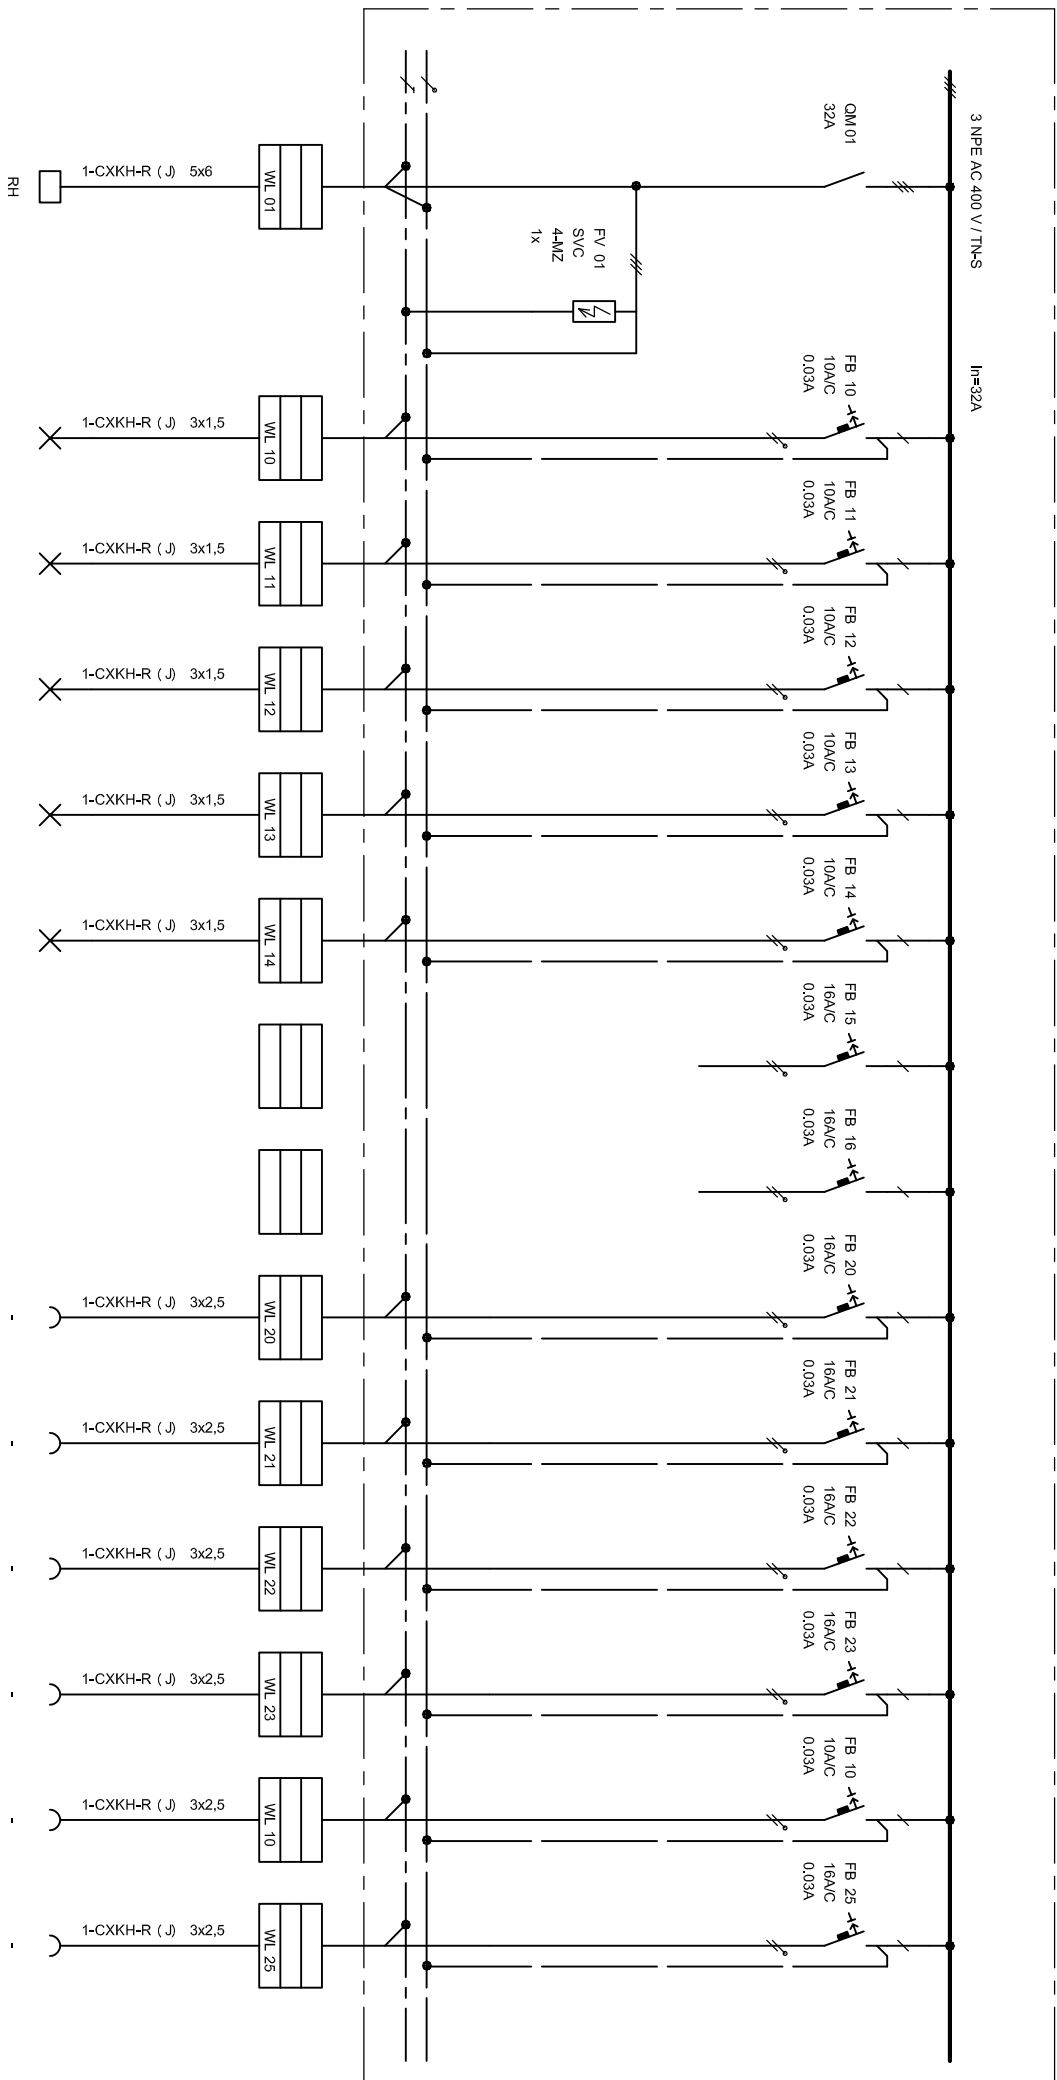 3 NPE AC 400 V / TN-S
In=32A
QM 01
32A
FV 01
SVC
4-MZ
1x
FB 10
10A/C
0.03A
FB 11
10A/C
0.03A
FB 12
10A/C
0.03A
FB 13
10A/C
0.03A
FB 14
10A/C
0.03A
FB 15
16A/C
0.03A
FB 16
16A/C
0.03A
FB 20
16A/C
0.03A
FB 21
16A/C
0.03A
FB 22
16A/C
0.03A
FB 23
16A/C
0.03A
FB 10
10A/C
0.03A
FB 25
16A/C
0.03A
WL 01
WL 10
WL 11
WL 12
WL 13
WL 14
WL 20
WL 21
WL 22
WL 23
WL 10
WL 25
1-CXKH-R (J) 5x6
1-CXKH-R (J) 3x1,5
1-CXKH-R (J) 3x1,5
1-CXKH-R (J) 3x1,5
1-CXKH-R (J) 3x1,5
1-CXKH-R (J) 3x1,5
1-CXKH-R (J) 3x2,5
1-CXKH-R (J) 3x2,5
1-CXKH-R (J) 3x2,5
1-CXKH-R (J) 3x2,5
1-CXKH-R (J) 3x2,5
1-CXKH-R (J) 3x2,5
RH
-
-
-
-
-
-